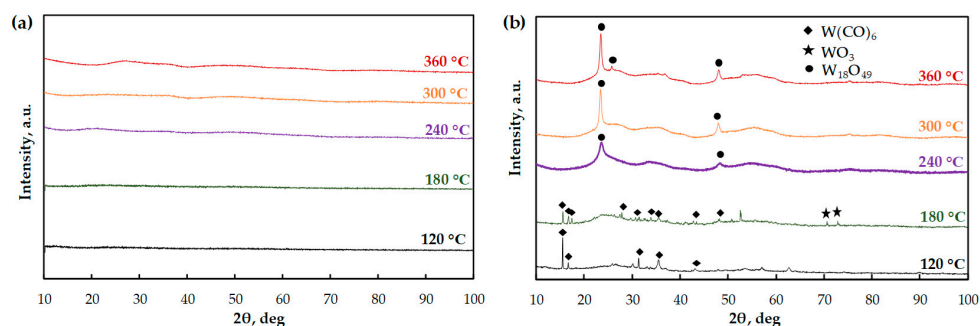 (a)
Intensity, a.u.
360 °C
300 °C
240 °C
180 °C
120 °C
10 20 30 40 50 60 70 80 90 100
2θ, deg
(b)
Intensity, a.u.
◆ W(CO)₆
★ WO₃
● W₁₈O₄₉
360 °C
300 °C
240 °C
180 °C
120 °C
10 20 30 40 50 60 70 80 90 100
2θ, deg